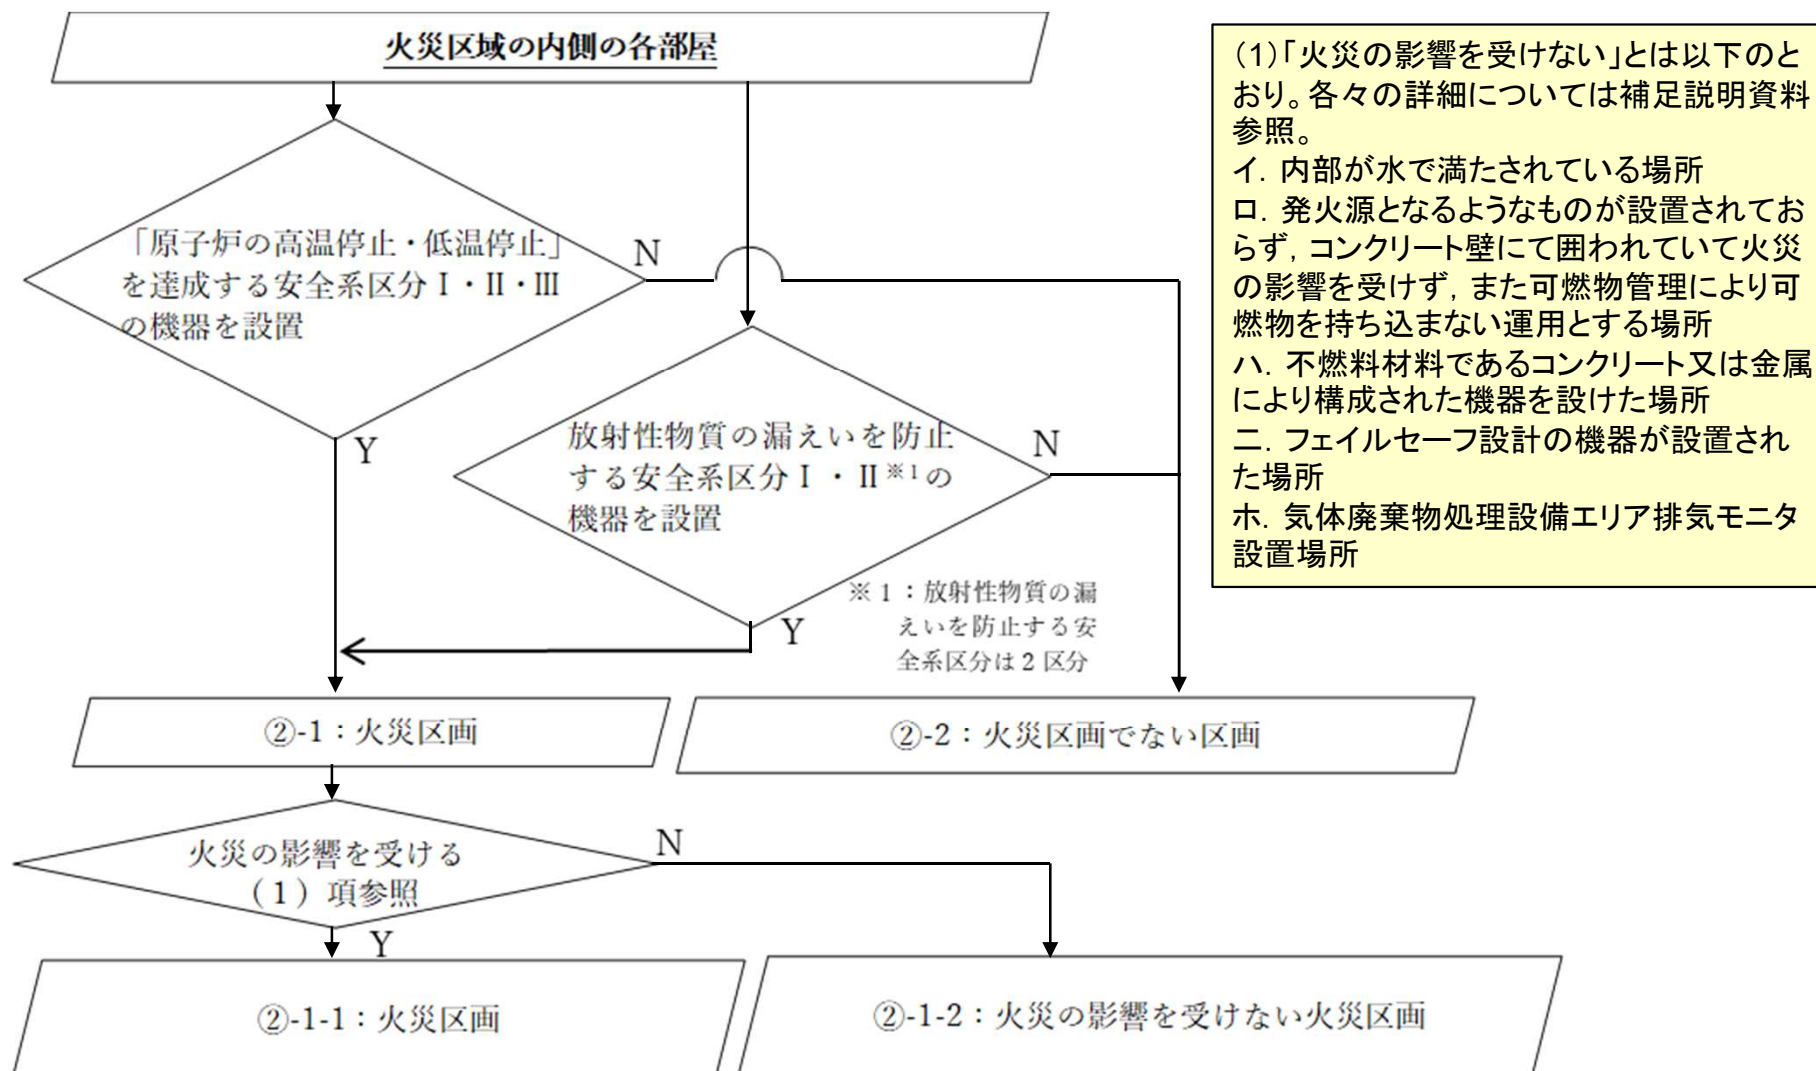 火災区域の内側の各部屋
「原子炉の高温停止・低温停止」
を達成する安全系区分Ⅰ・Ⅱ・Ⅲ
の機器を設置
N
Y
放射性物質の漏えいを防止
する安全系区分Ⅰ・Ⅱ※1の
機器を設置
N
Y
※1：放射性物質の漏
えいを防止する安
全系区分は2区分
②-1：火災区画
②-2：火災区画でない区画
火災の影響を受ける
（1）項参照
N
Y
②-1-1：火災区画
②-1-2：火災の影響を受けない火災区画
(1)「火災の影響を受けない」とは以下のと
おり。各々の詳細については補足説明資料
参照。
イ．内部が水で満たされている場所
ロ．発火源となるようなものが設置されてお
らず，コンクリート壁にて囲われていて火災
の影響を受けず，また可燃物管理により可
燃物を持ち込まない運用とする場所
ハ．不燃料材料であるコンクリート又は金属
により構成された機器を設けた場所
ニ．フェイルセーフ設計の機器が設置され
た場所
ホ．気体廃棄物処理設備エリア排気モニタ
設置場所